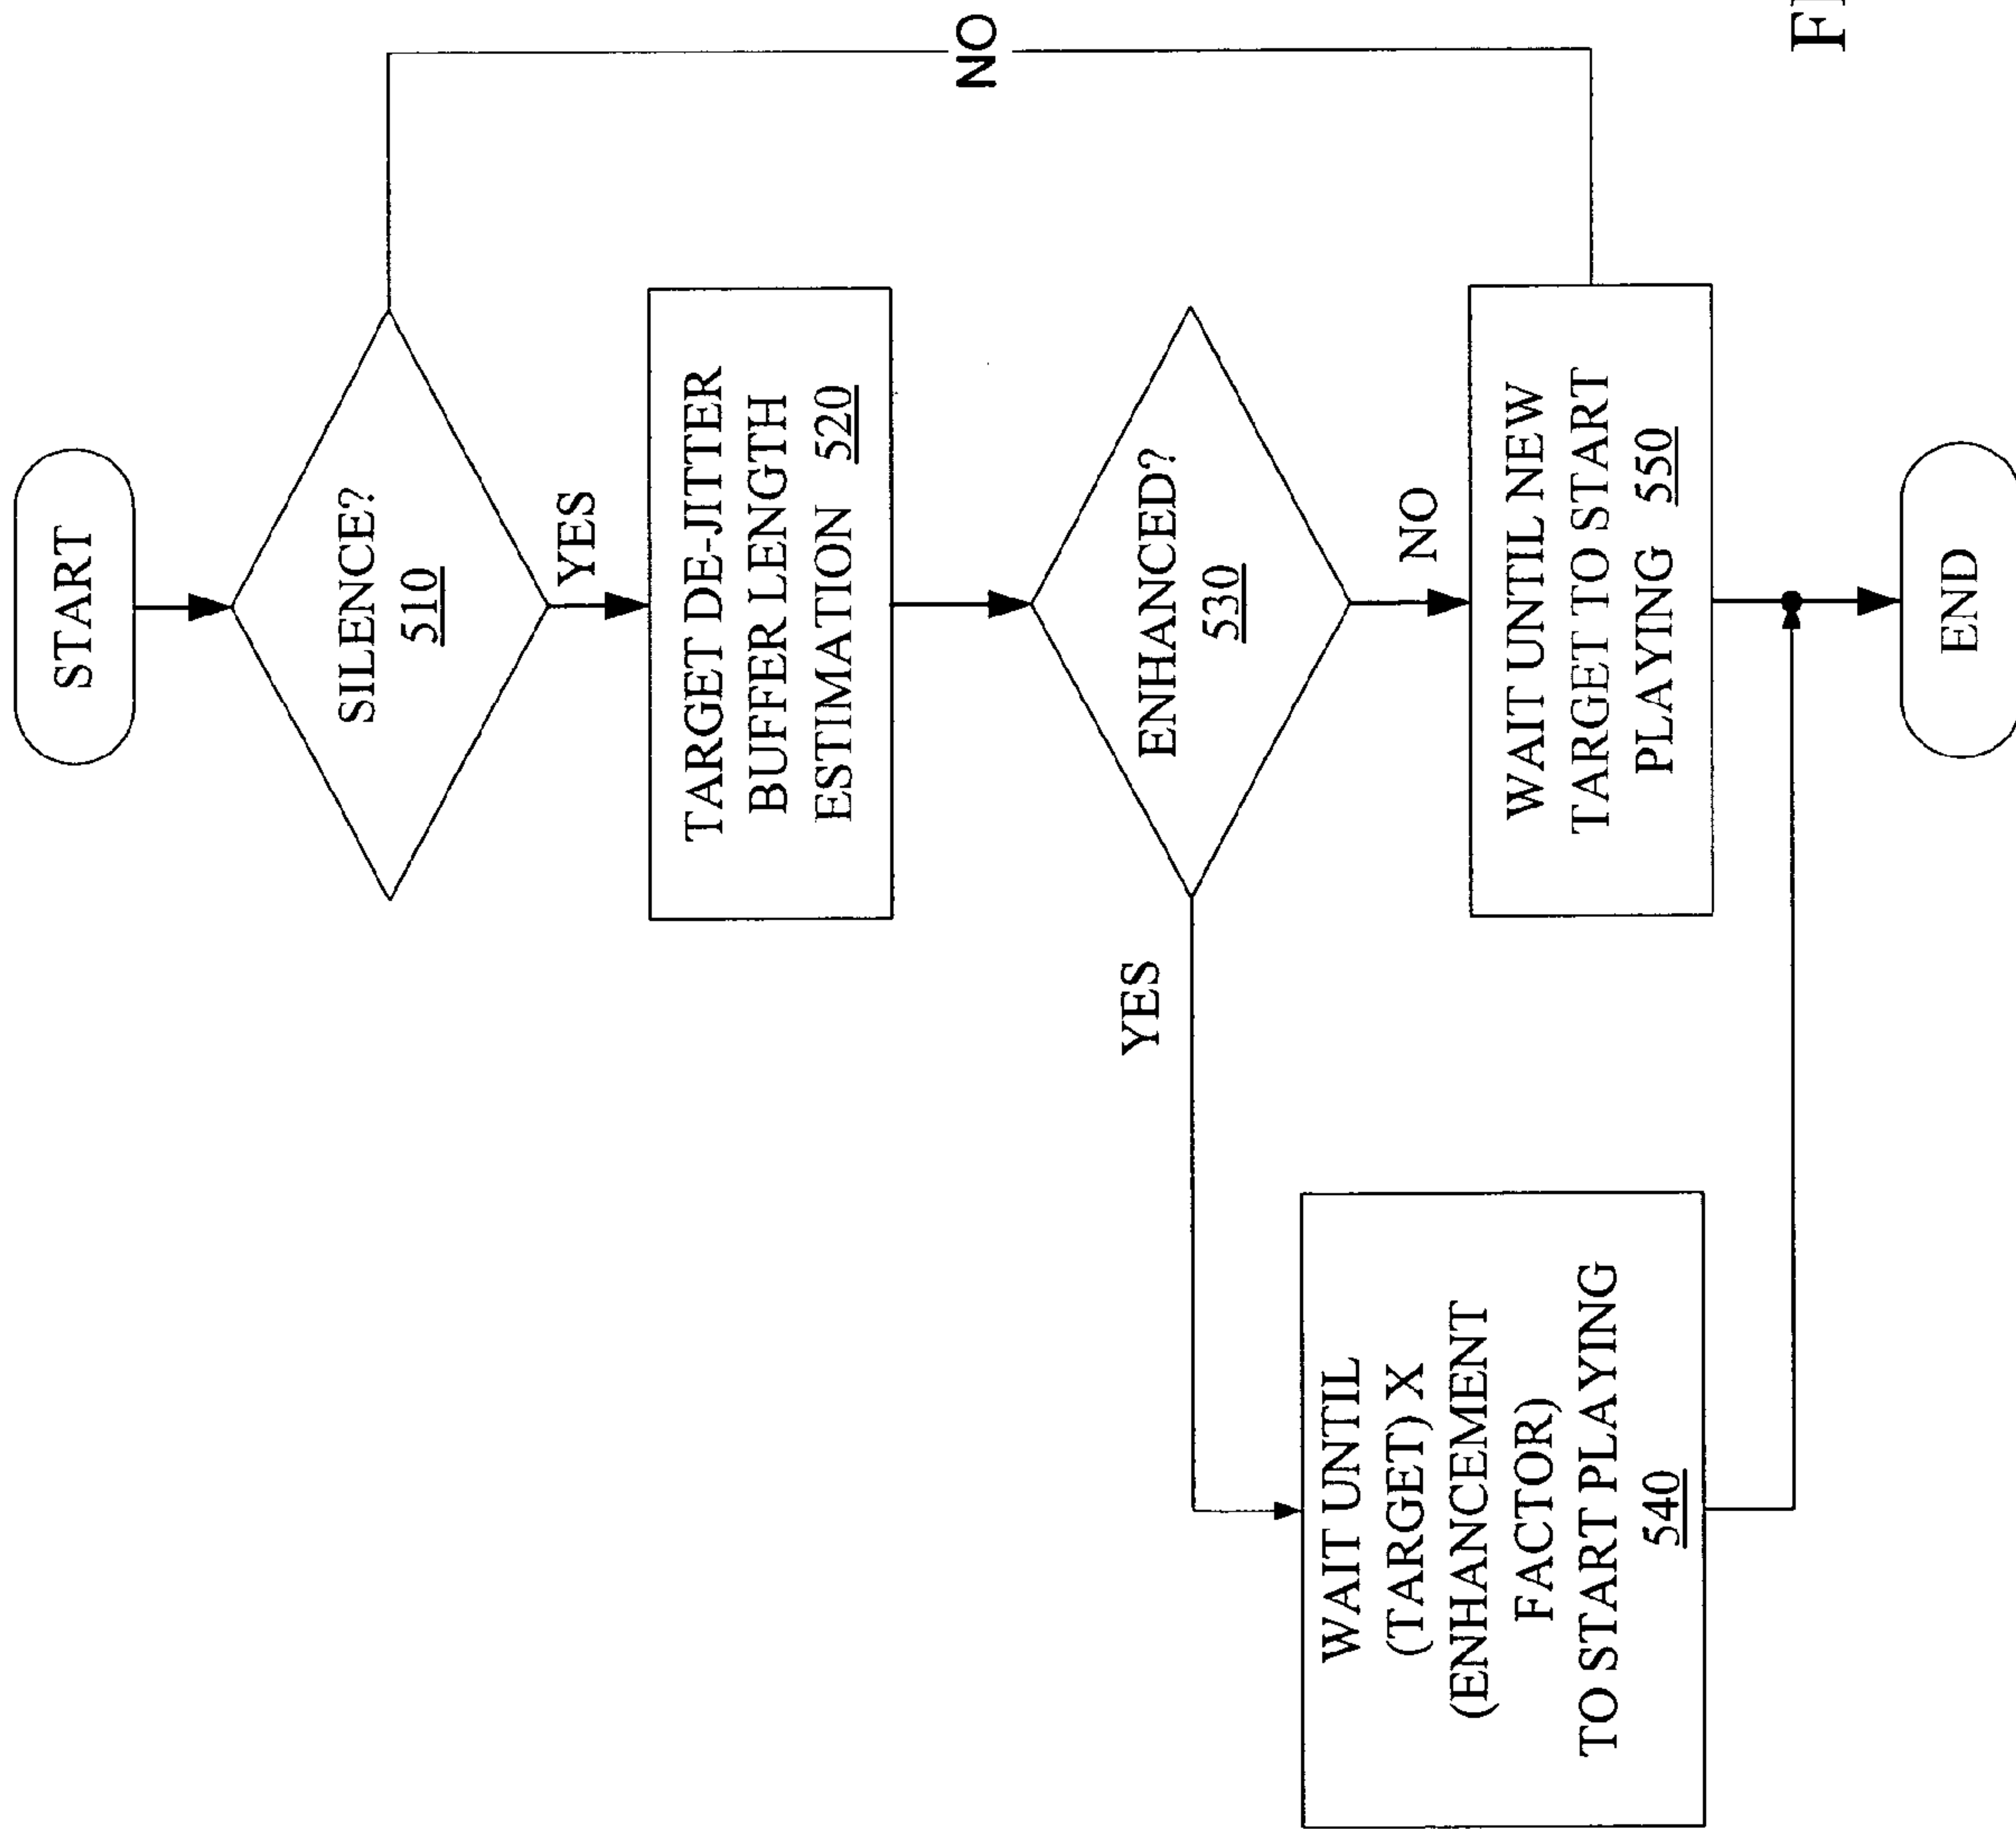 START
SILENCE?
510
YES
NO
TARGET DE-JITTER
BUFFER LENGTH
ESTIMATION 520
ENHANCED?
530
YES
NO
WAIT UNTIL
(TARGET) X
(ENHANCEMENT
FACTOR)
TO START PLAYING
540
WAIT UNTIL NEW
TARGET TO START
PLAYING 550
END